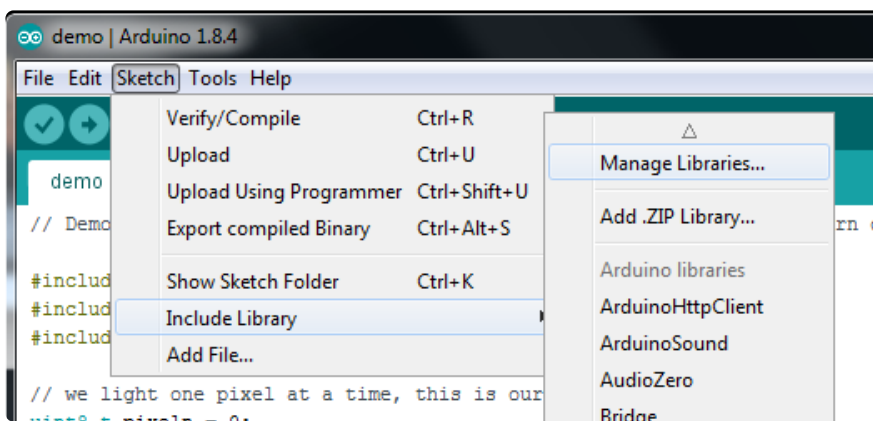 demo | Arduino 1.8.4
File Edit Sketch Tools Help
Verify/Compile Ctrl+R
Upload Ctrl+U
Upload Using Programmer Ctrl+Shift+U
Export compiled Binary Ctrl+Alt+S
Show Sketch Folder Ctrl+K
Include Library
Add File...
Manage Libraries...
Add .ZIP Library...
Arduino libraries
ArduinoHttpClient
ArduinoSound
AudioZero
Bridge
demo
// Demo
#includ
#includ
#includ
// we light one pixel at a time, this is our
uint8_t pixeln = 0;